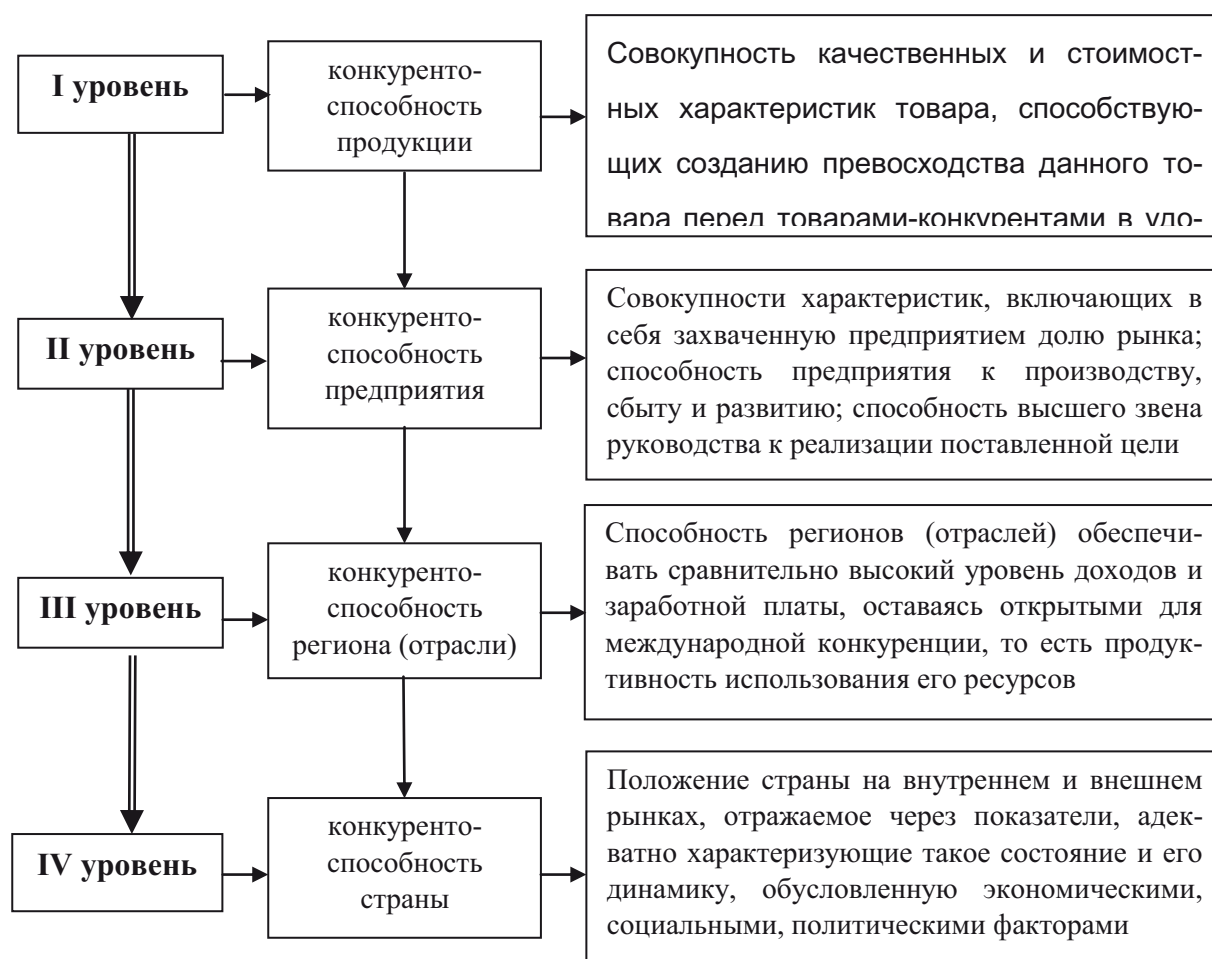 I уровень
конкуренто-
способность
продукции
Совокупность качественных и стоимост-
ных характеристик товара, способствую-
щих созданию превосходства данного то-
вара перед товарами-конкурентами в удо-
II уровень
конкуренто-
способность
предприятия
Совокупности характеристик, включающих в
себя захваченную предприятием долю рынка;
способность предприятия к производству,
сбыту и развитию; способность высшего звена
руководства к реализации поставленной цели
III уровень
конкуренто-
способность
региона (отрасли)
Способность регионов (отраслей) обеспечи-
вать сравнительно высокий уровень доходов и
заработной платы, оставаясь открытыми для
международной конкуренции, то есть продук-
тивность использования его ресурсов
IV уровень
конкуренто-
способность
страны
Положение страны на внутреннем и внешнем
рынках, отражаемое через показатели, адек-
ватно характеризующие такое состояние и его
динамику, обусловленную экономическими,
социальными, политическими факторами